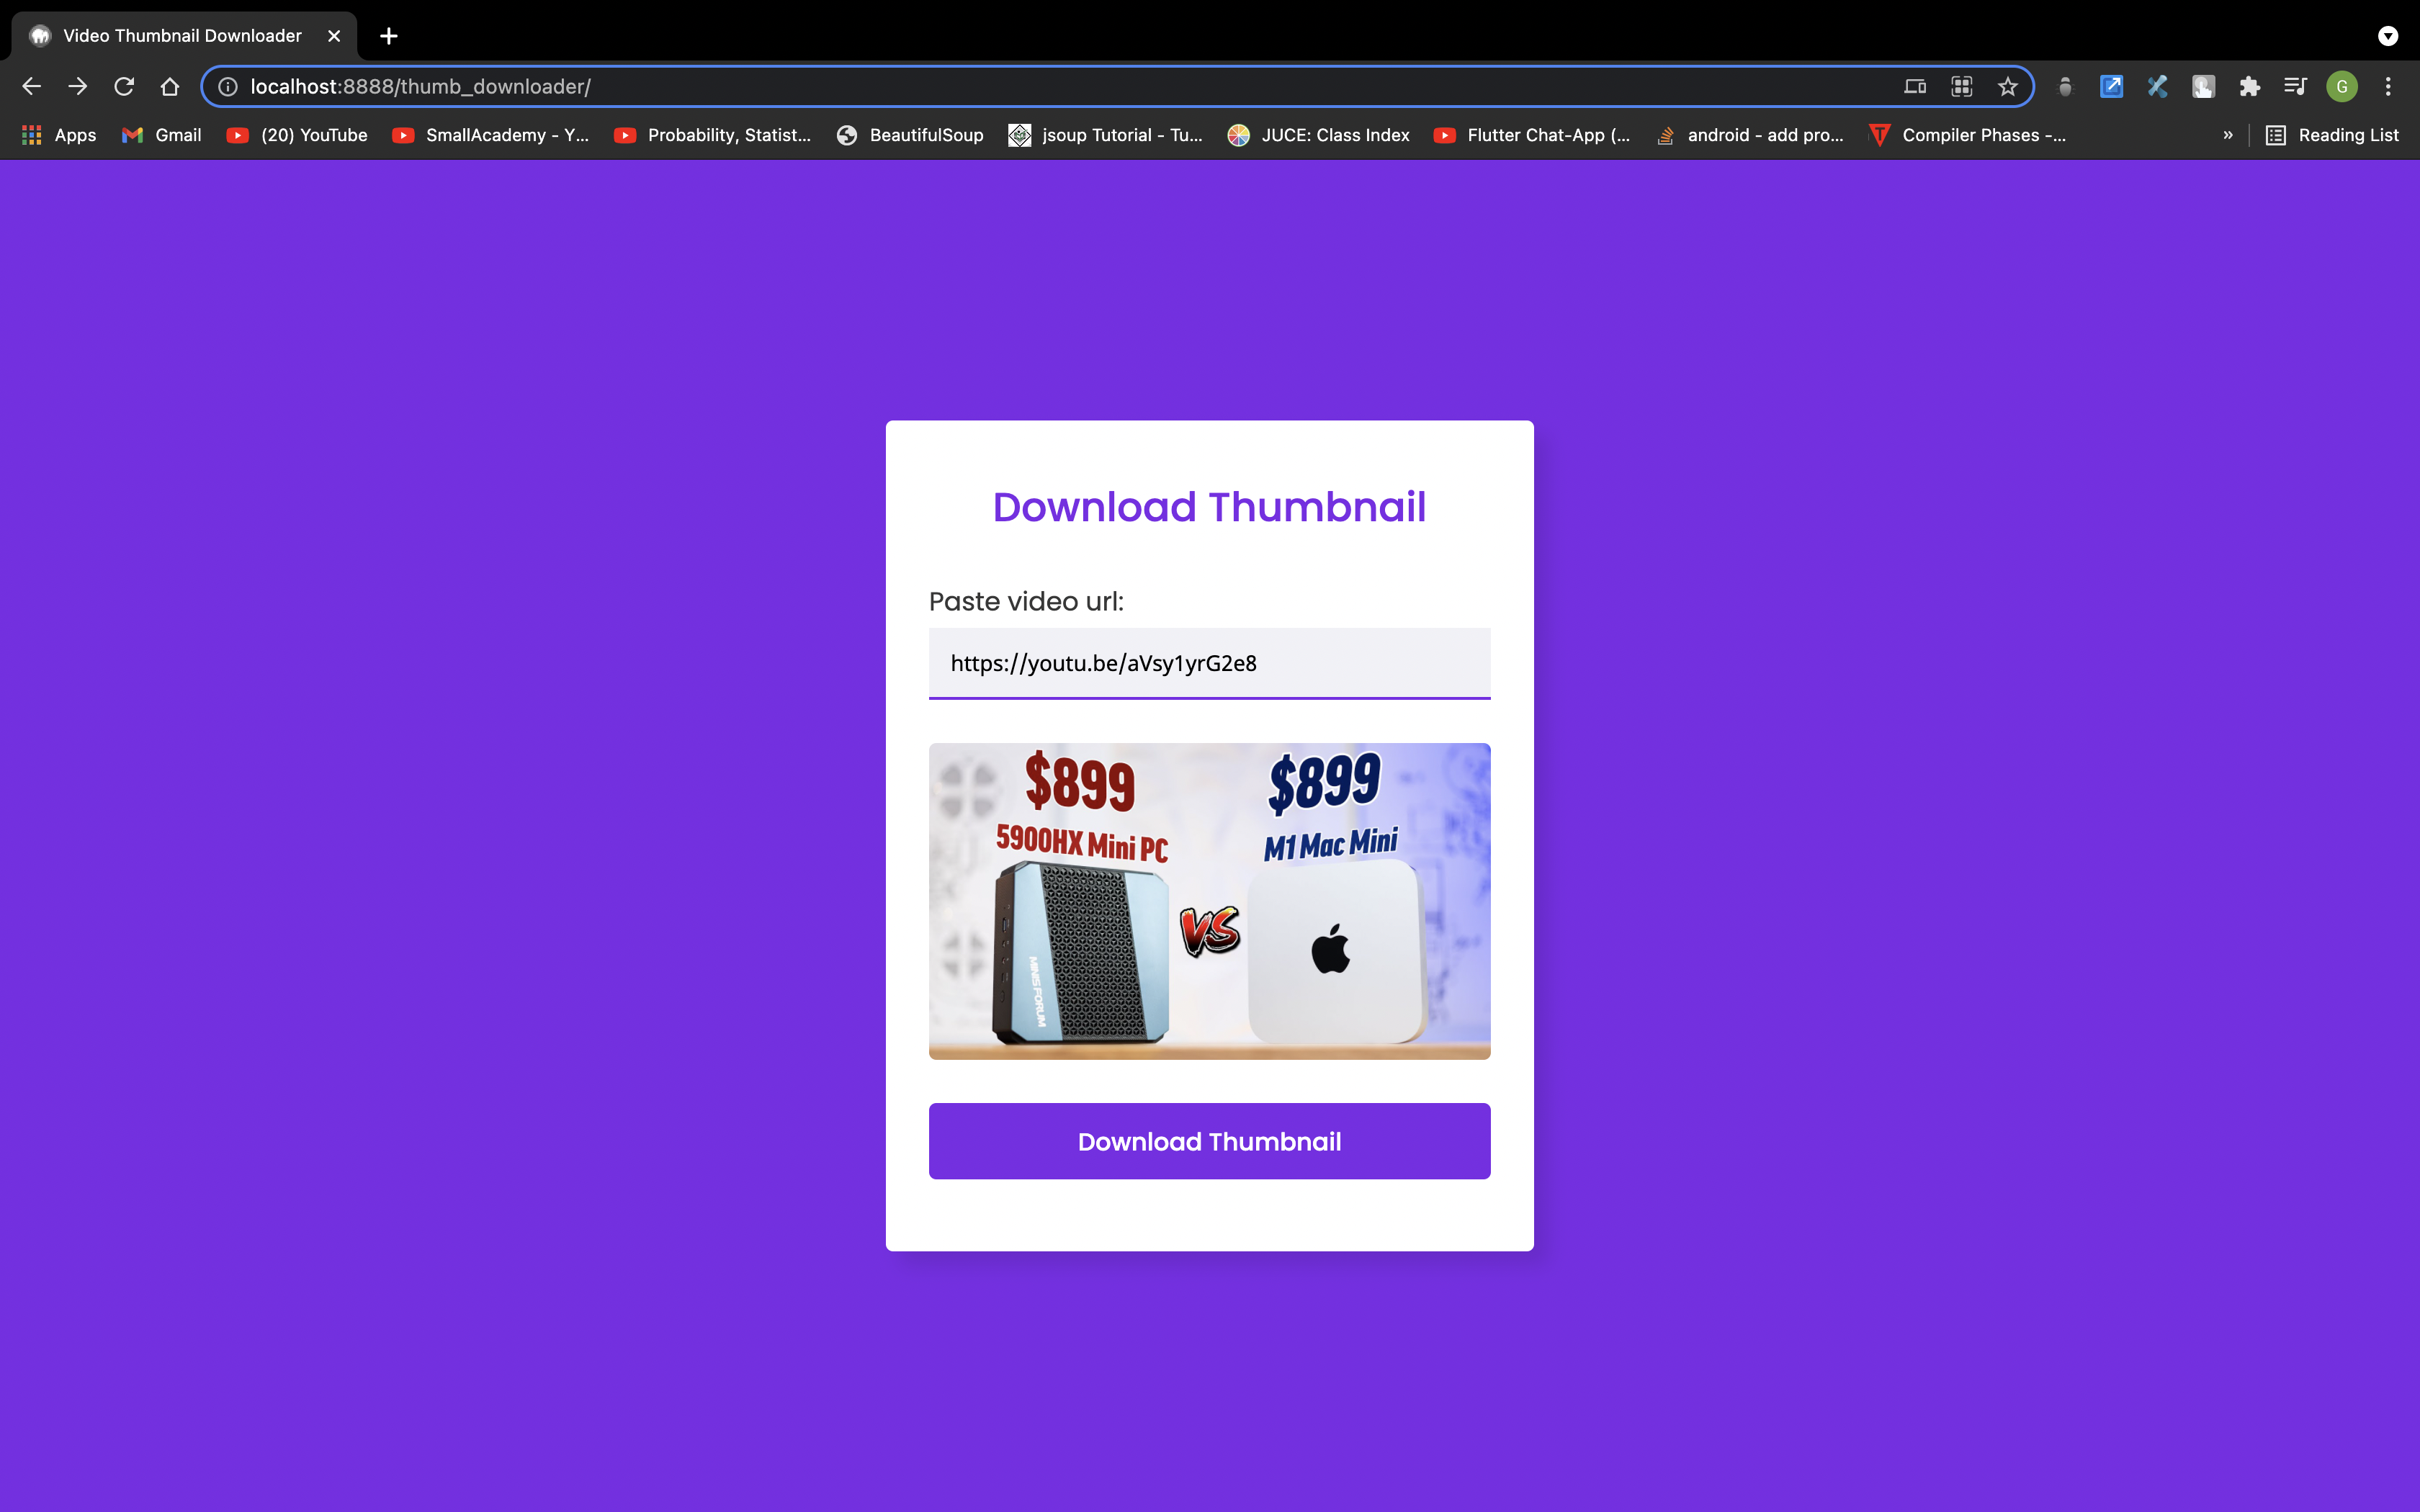 Video Thumbnail Downloader
localhost:8888/thumb_downloader/
G
Apps
Gmail
(20) YouTube
SmallAcademy - Y...
Probability, Statist...
BeautifulSoup
jsoup Tutorial - Tu...
JUCE: Class Index
Flutter Chat-App (...
android - add pro...
Compiler Phases -...
»
Reading List
Download Thumbnail
Paste video url:
https://youtu.be/aVsy1yrG2e8
$899
$899
5900HX Mini PC
M1 Mac Mini
VS
MINISFORUM
Download Thumbnail